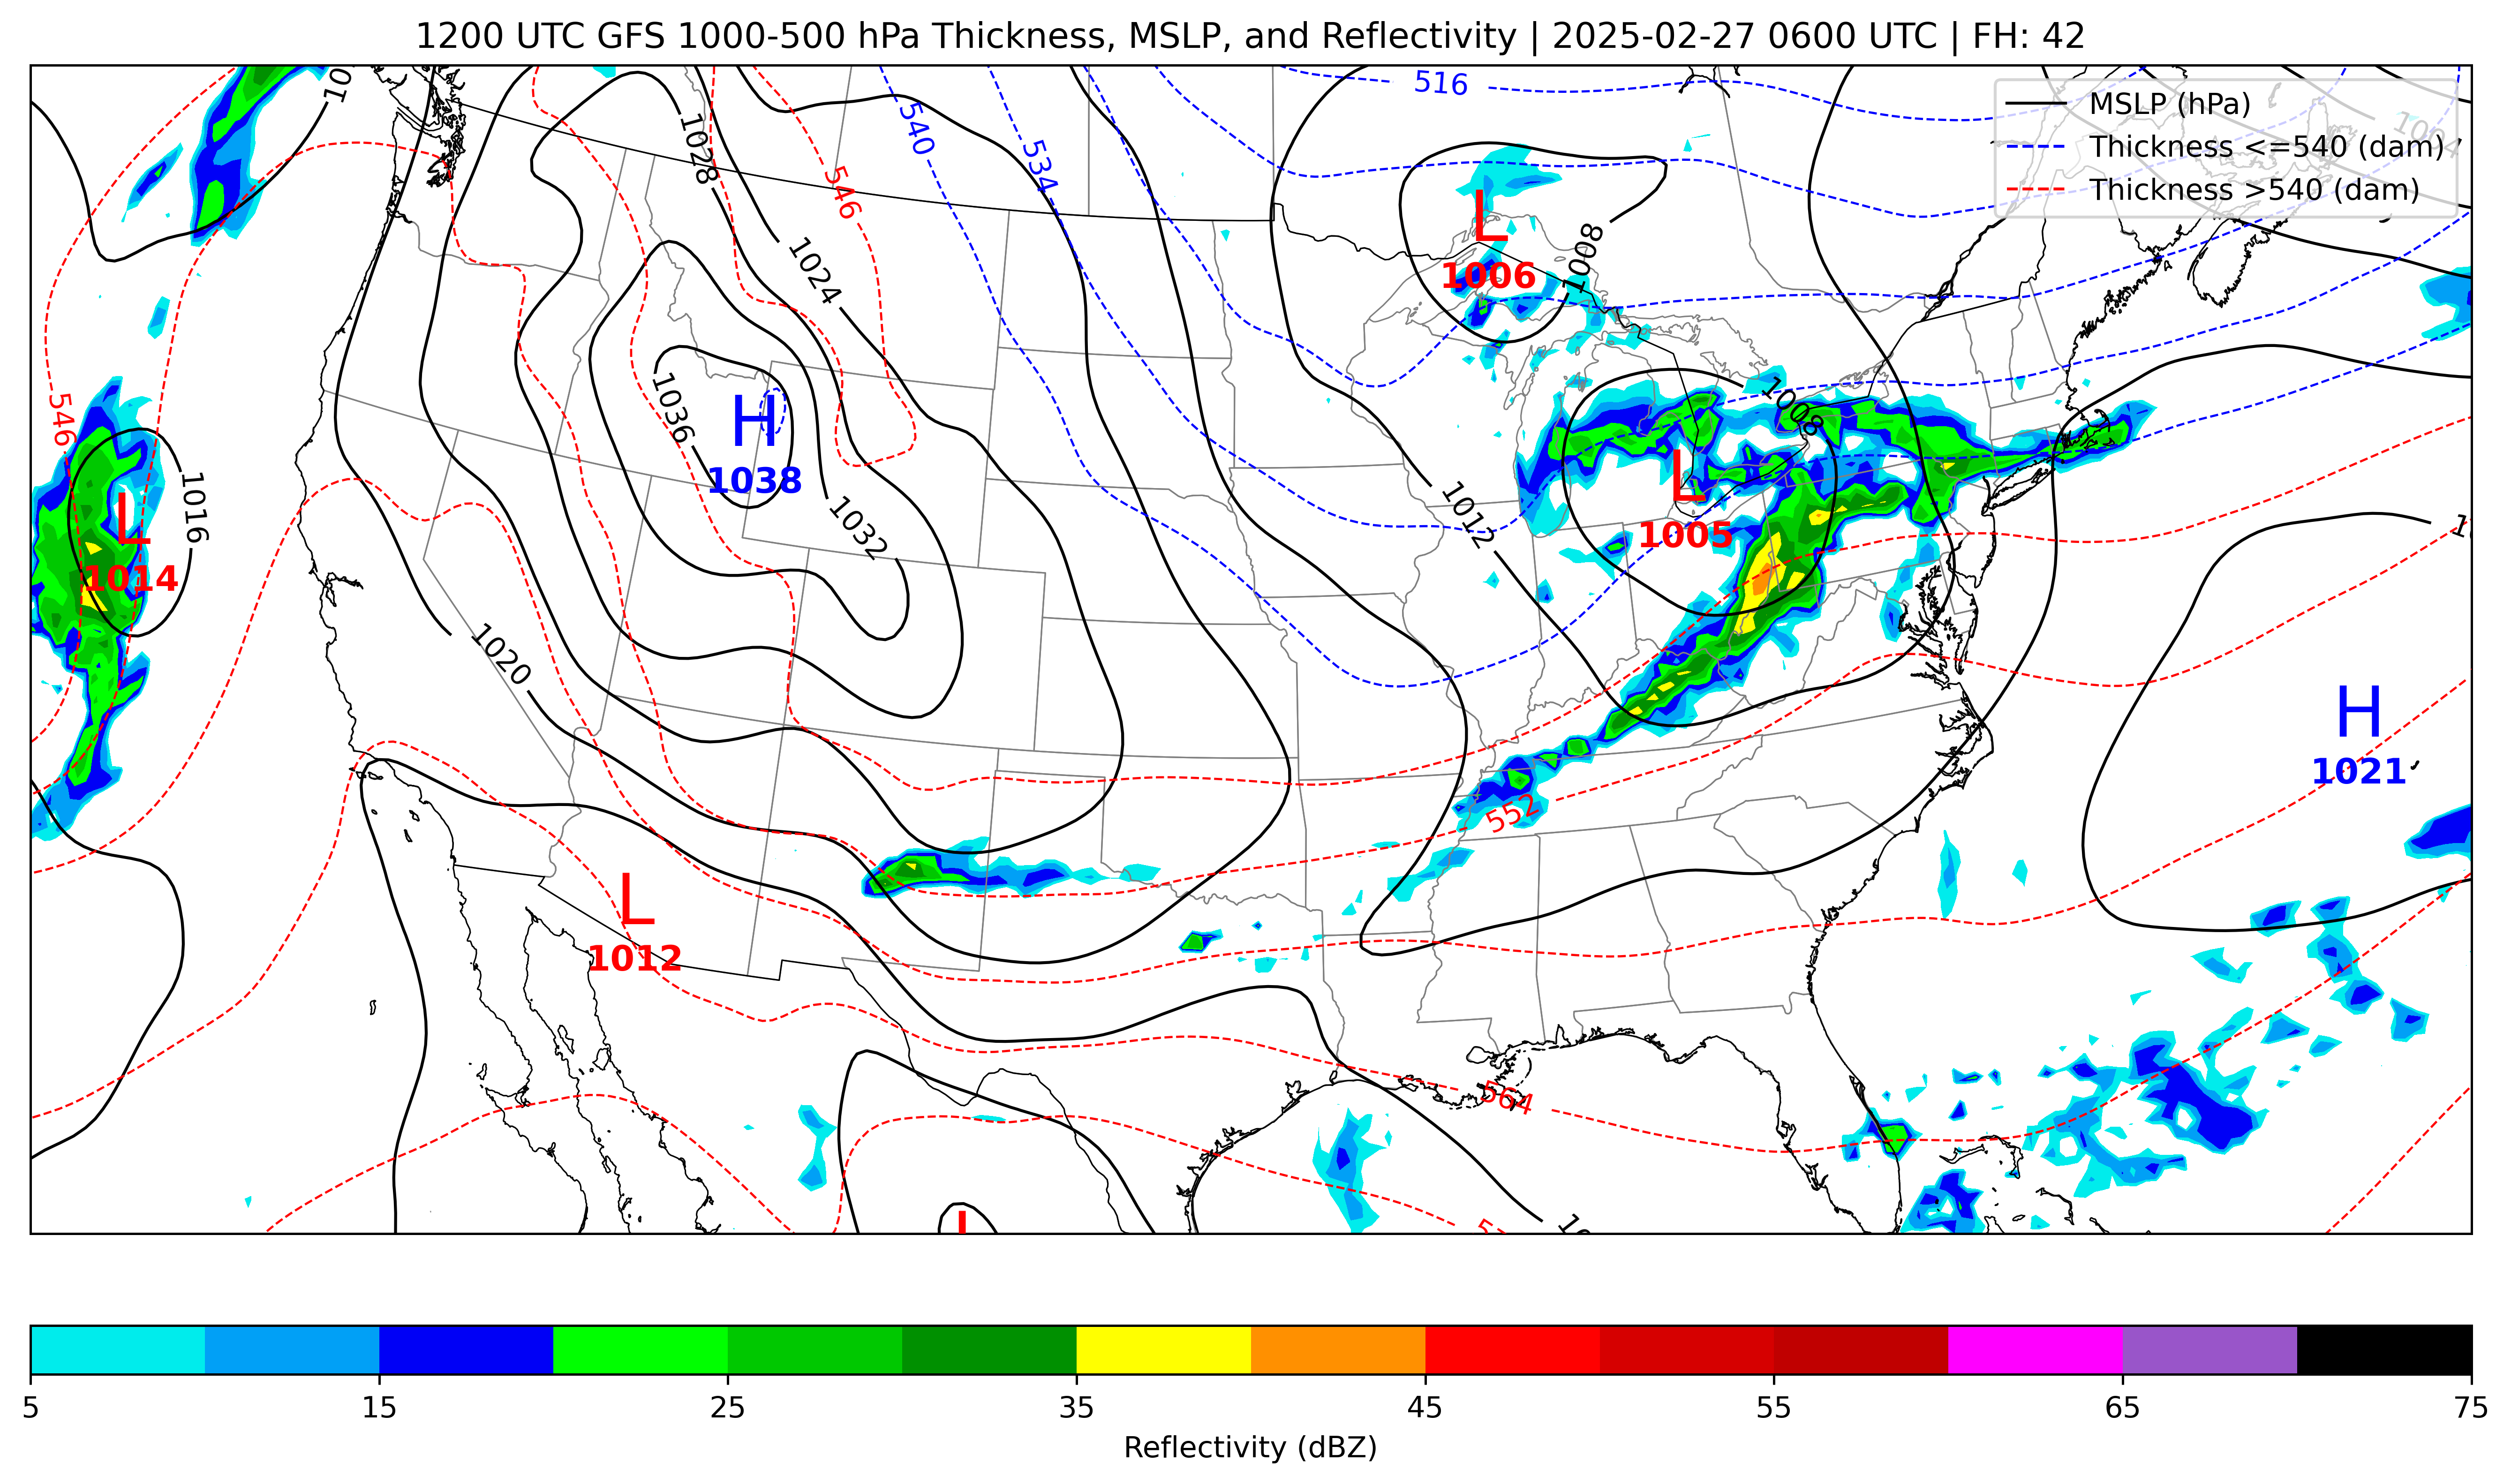 1200 UTC GFS 1000-500 hPa Thickness, MSLP, and Reflectivity | 2025-02-27 0600 UTC | FH: 42
MSLP (hPa)
Thickness <=540 (dam)
Thickness >540 (dam)
516
1004
540
534
1028
546
1024
L
1006
1008
1036
H
1038
546
1016
1008
L
1005
1012
1032
L
1014
1020
H
1021
552
L
1012
564
5 15 25 35 45 55 65 75
Reflectivity (dBZ)